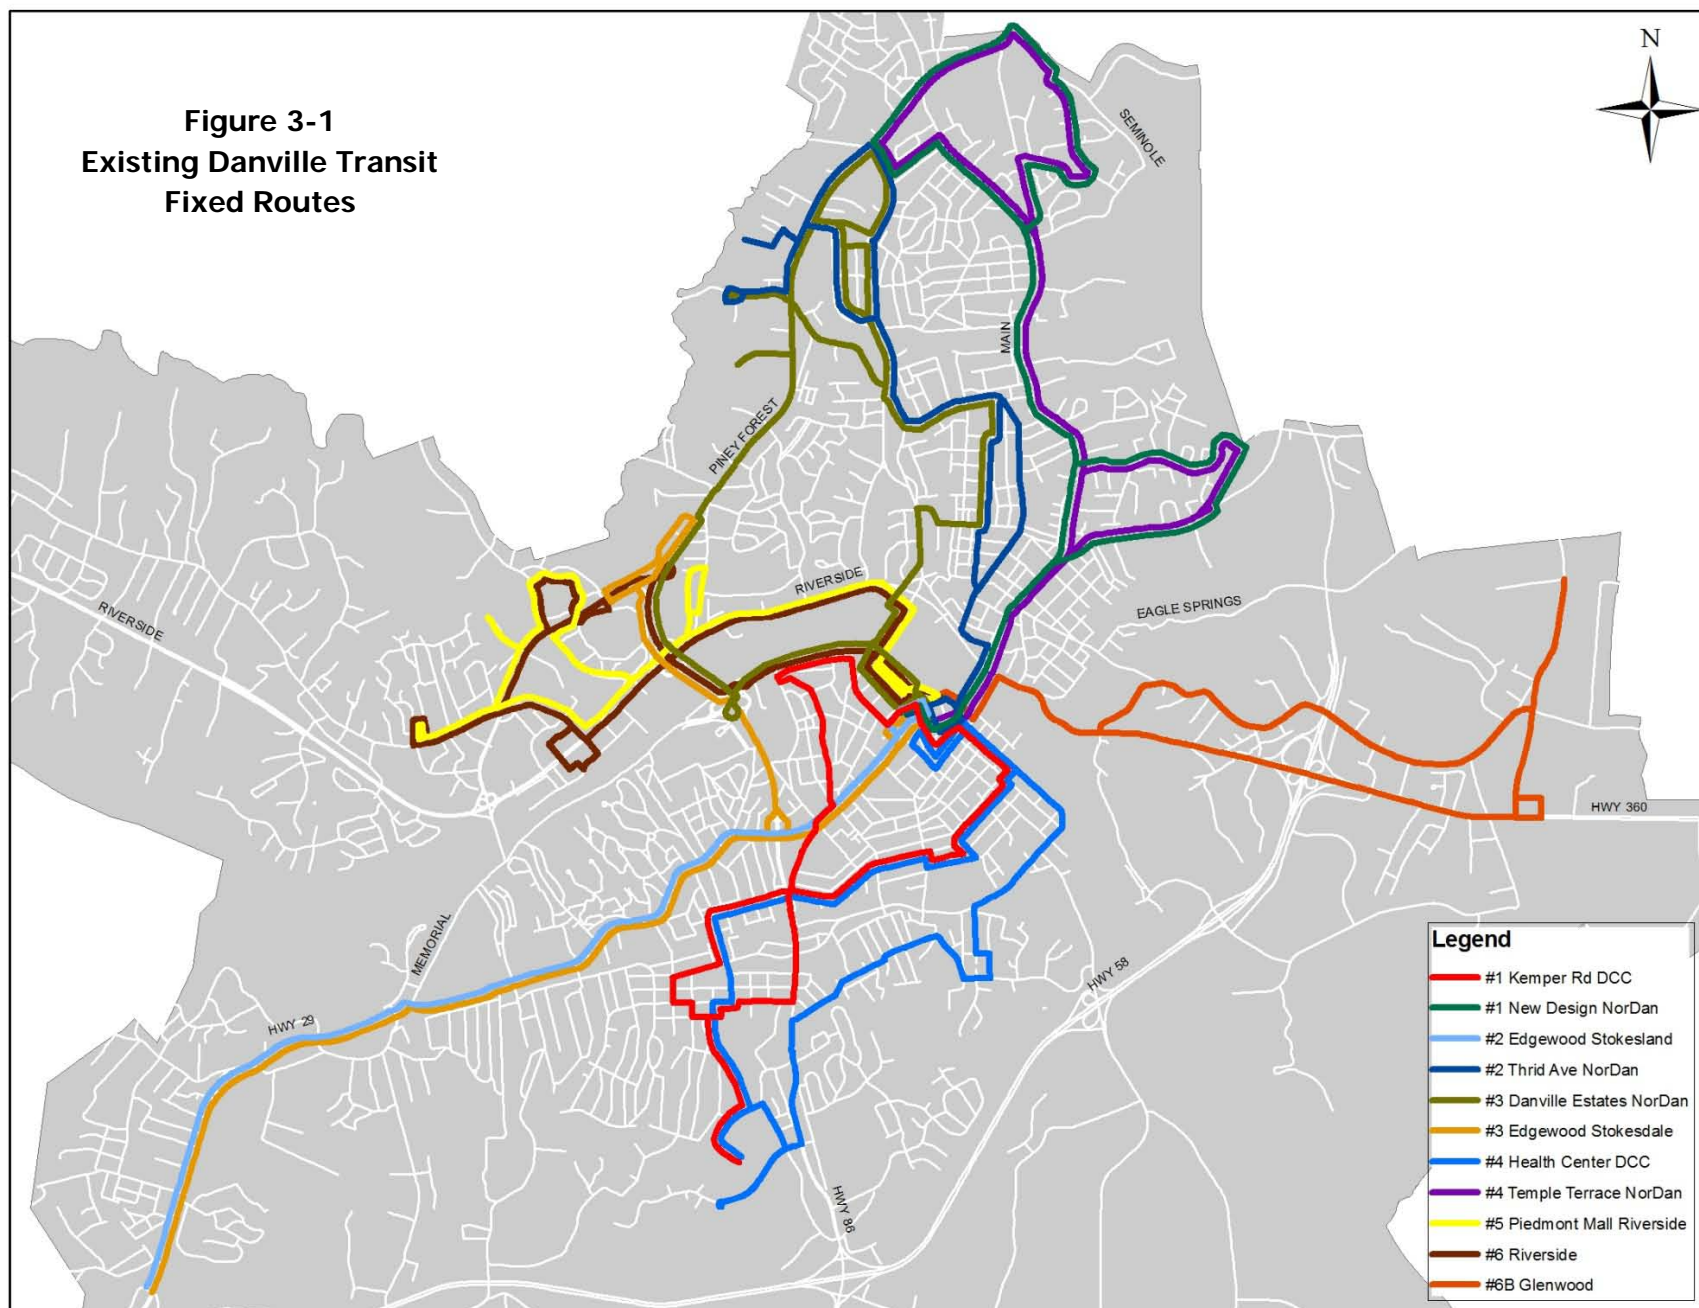 Figure 3-1
Existing Danville Transit
Fixed Routes
N
SEMINOLE
MAIN
PINEY FOREST
RIVERSIDE
RIVERSIDE
EAGLE SPRINGS
HWY 360
MEMORIAL
HWY 58
HWY 29
HWY 86
Legend
#1 Kemper Rd DCC
#1 New Design NorDan
#2 Edgewood Stokesland
#2 Thrid Ave NorDan
#3 Danville Estates NorDan
#3 Edgewood Stokesdale
#4 Health Center DCC
#4 Temple Terrace NorDan
#5 Piedmont Mall Riverside
#6 Riverside
#6B Glenwood